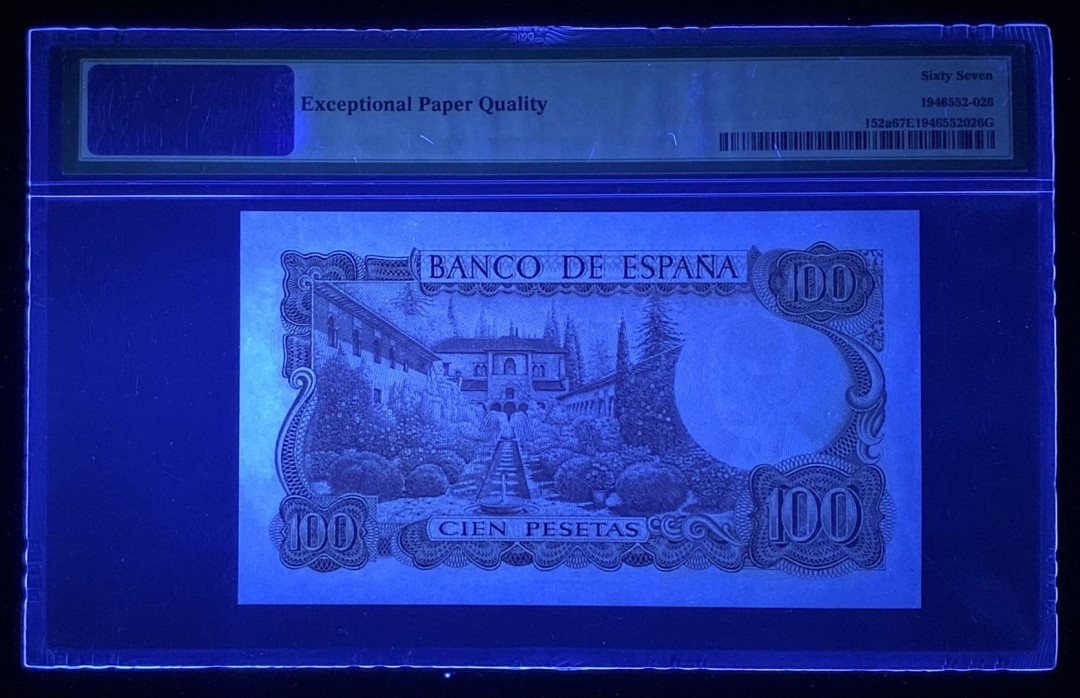 Sixty Seven
Exceptional Paper Quality
1946552-026
152a67E1946552026G
BANCO DE ESPAÑA
100
CIEN PESETAS
100
100